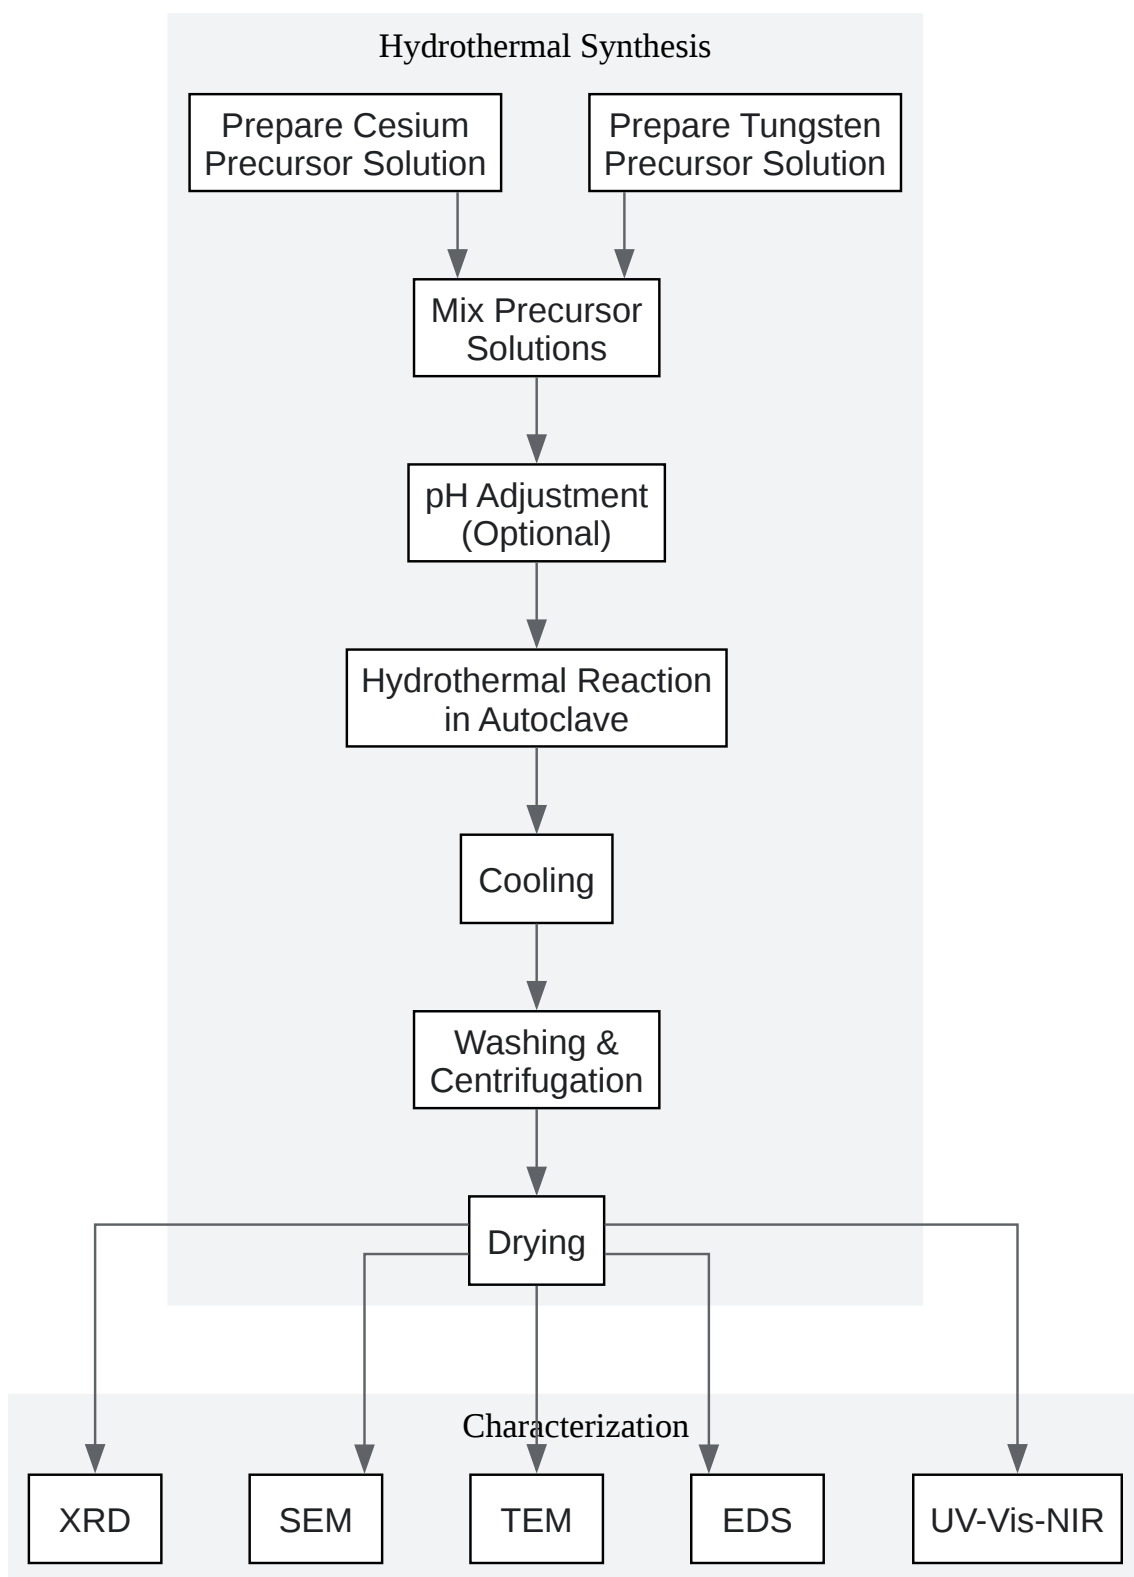 Hydrothermal Synthesis
Prepare Cesium
Precursor Solution
Prepare Tungsten
Precursor Solution
Mix Precursor
Solutions
pH Adjustment
(Optional)
Hydrothermal Reaction
in Autoclave
Cooling
Washing &
Centrifugation
Drying
Characterization
XRD
SEM
TEM
EDS
UV-Vis-NIR